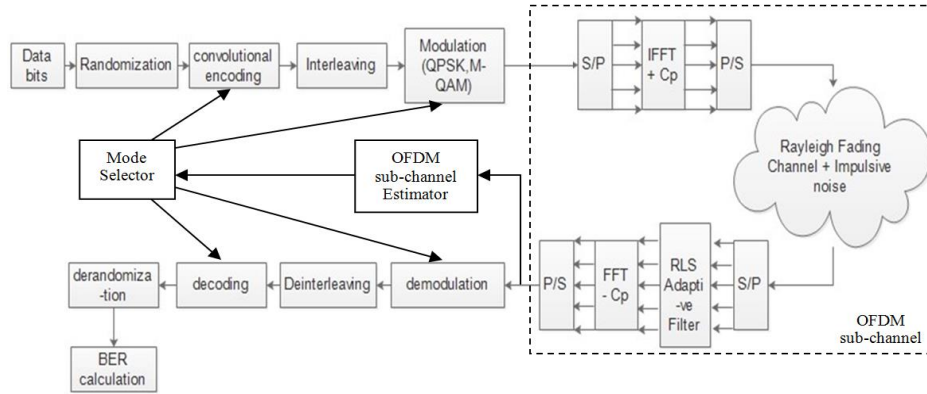 Data
bits
Randomization
convolutional
encoding
Interleaving
Modulation
(QPSK,M-
QAM)
S/P
IFFT
+ Cp
P/S
Rayleigh Fading
Channel + Impulsive
noise
Mode
Selector
OFDM
sub-channel
Estimator
derandomiza
-tion
decoding
Deinterleaving
demodulation
P/S
FFT
- Cp
RLS
Adapti
-ve
Filter
S/P
OFDM
sub-channel
BER
calculation